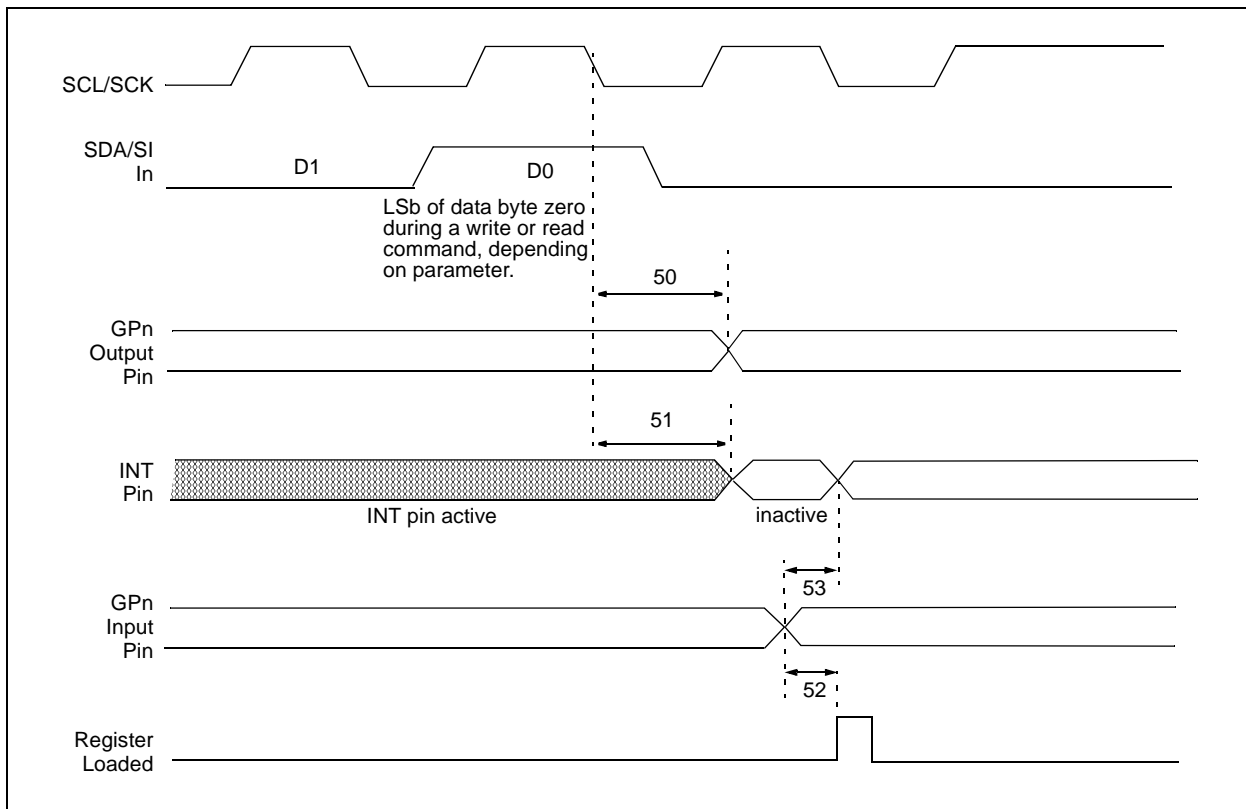 SCL/SCK
SDA/SI
In
D1
D0
LSb of data byte zero
during a write or read
command, depending
on parameter.
50
GPn
Output
Pin
51
INT
Pin
INT pin active
inactive
53
GPn
Input
Pin
52
Register
Loaded